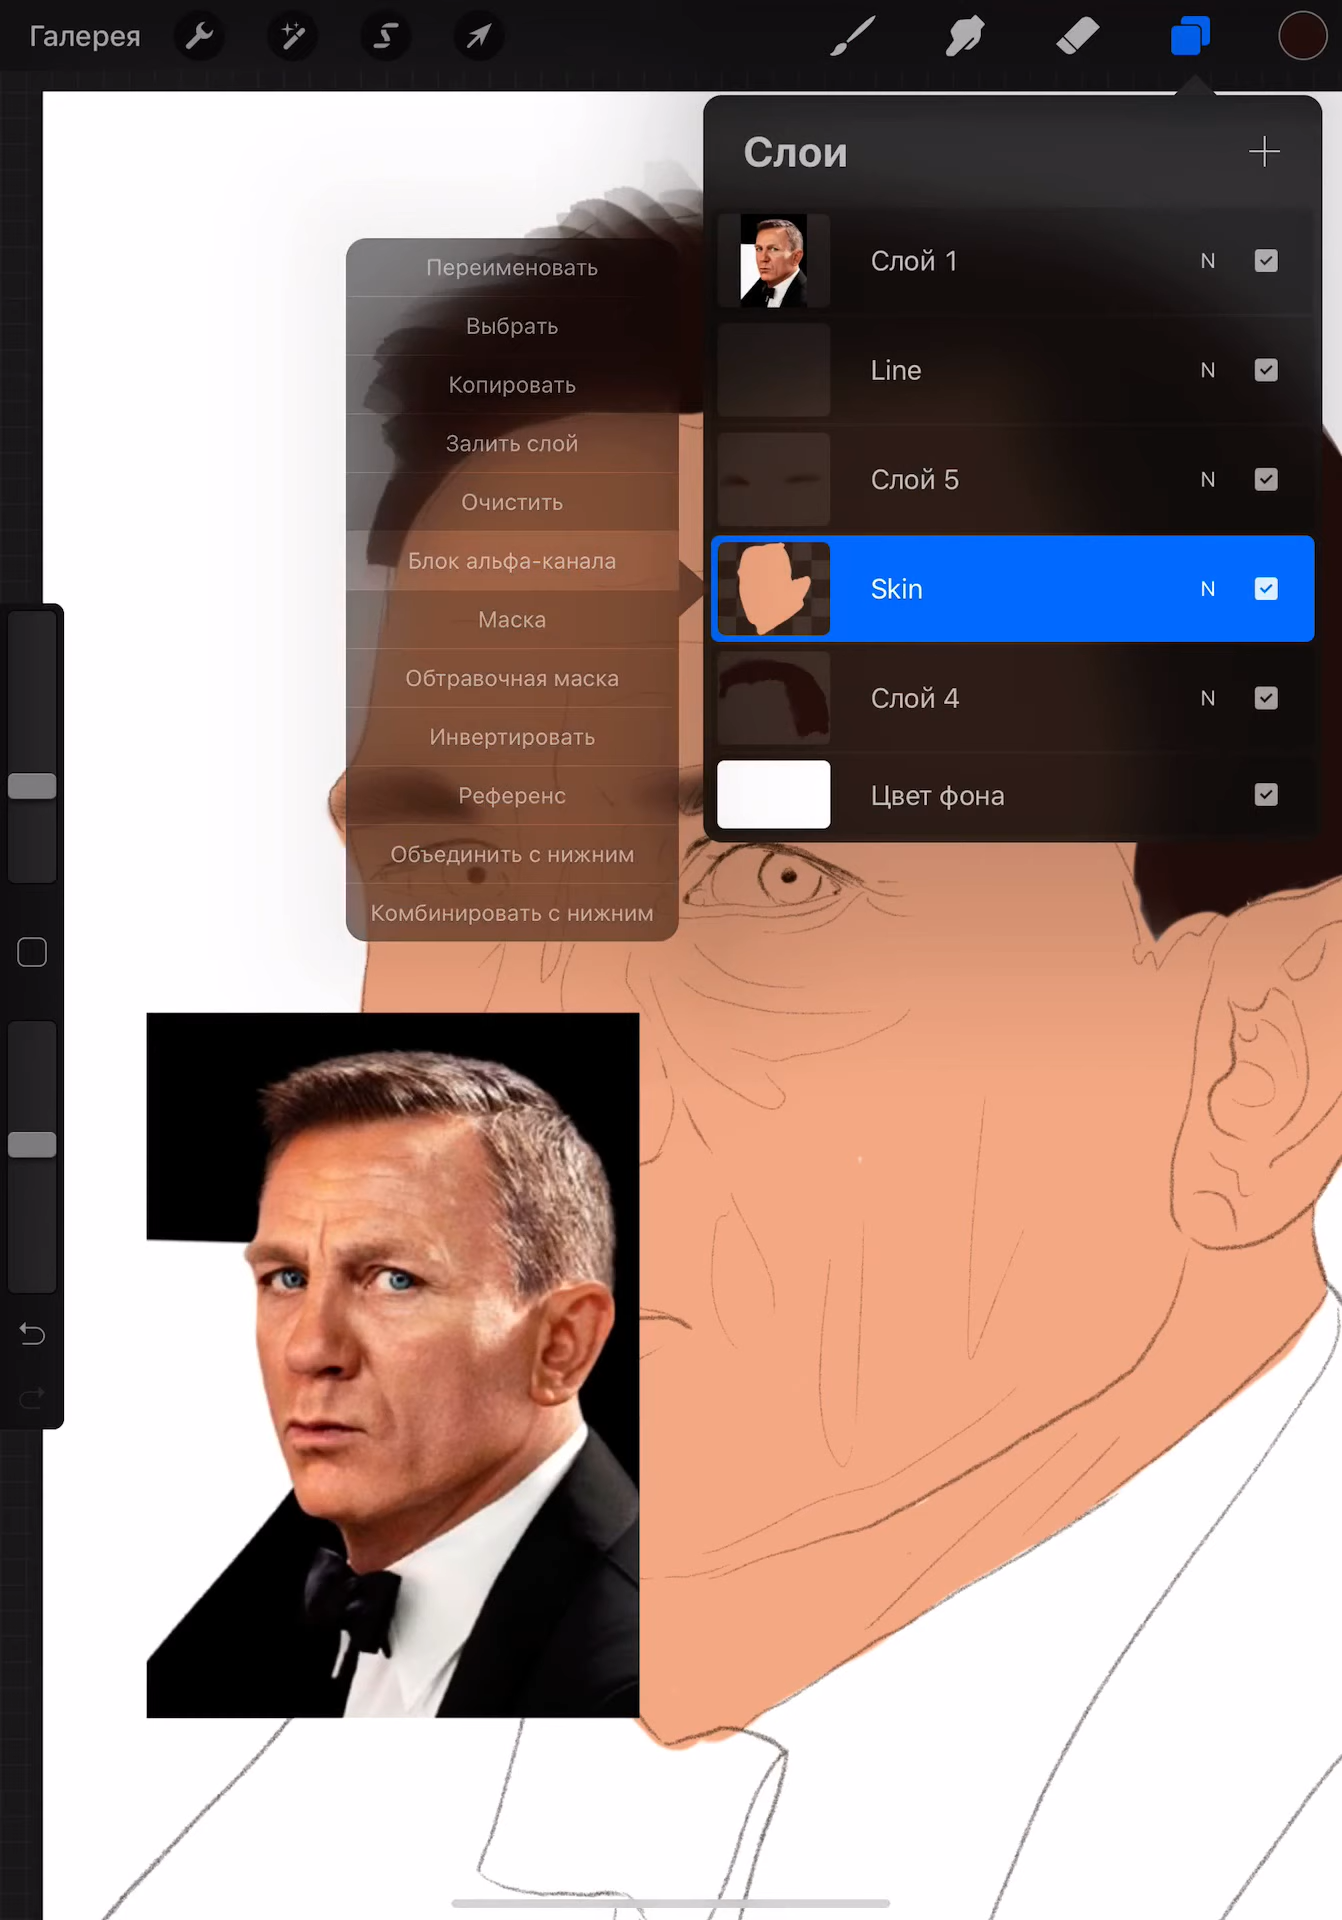 Галерея
Слои
Слой 1 N
Line N
Слой 5 N
Skin N
Слой 4 N
Цвет фона
Переименовать
Выбрать
Копировать
Залить слой
Очистить
Блок альфа-канала
Маска
Обтравочная маска
Инвертировать
Референс
Объединить с нижним
Комбинировать с нижним